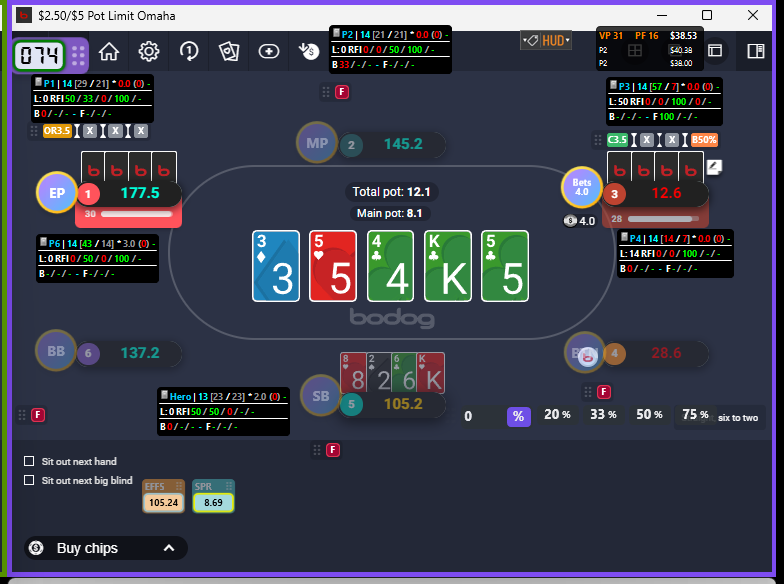 $2.50/$5 Pot Limit Omaha
074
HUD
VP 31 PF 16 $38.53
P2 $40.38
P2 $38.00
P2 | 14 [21 / 21] * 0.0 (0) -
L: 0 RFI 0 / 0 / 50 / 100 / - / -
B 33 / - / - - F - / - / -
F
P1 | 14 [29 / 21] * 0.0 (0) -
L: 0 RFI 50 / 33 / 0 / 100 / - / -
B 0 / - / - - F - / - / -
OR3.5 X X X
P3 | 14 [57 / 7] * 0.0 (0) -
L: 50 RFI 0 / 0 / 100 / 100 / - / -
B 0 / - / - - F 100 / - / -
C3.5 X X B50%
MP 2 145.2
EP 1 177.5
30
Total pot: 12.1
Main pot: 8.1
Bets
4.0
3 12.6
4.0
28
P6 | 14 [43 / 14] * 3.0 (0) -
L: 0 RFI 0 / 50 / 0 / 100 / - / -
B - / - / - - F - / - / -
P4 | 14 [14 / 7] * 0.0 (0) -
L: 14 RFI 0 / 0 / 100 / - / -
B 0 / - / - - F - / - / -
3 3
5 5
4 4
K K
5 5
bodog
BB 6 137.2
8 8
2 2
6 6
K K
4 28.6
SB 5 105.2
Hero | 13 [23 / 23] * 2.0 (0) -
L: 0 RFI 50 / 50 / 0 / - / -
B 0 / - / - - F - / - / -
F
F
F
0 % 20 % 33 % 50 % 75 % six to two
Sit out next hand
Sit out next big blind
EFFS
105.24
SPR
8.69
Buy chips